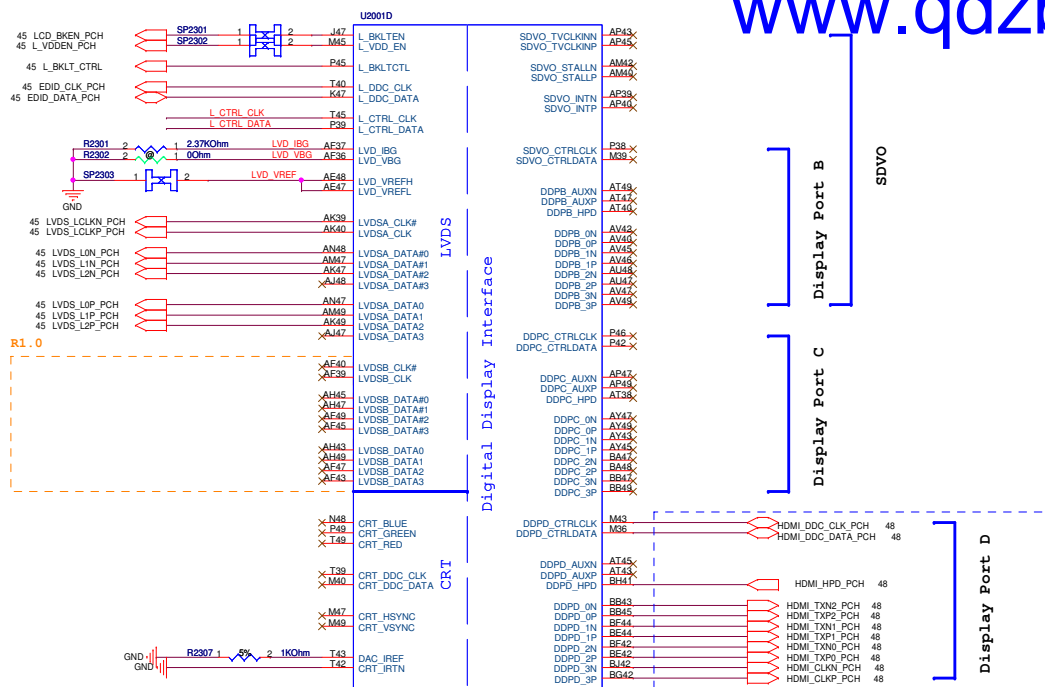 www.qdzb
U2001D
45 LCD_BKEN_PCH SP2301 1 2 J47 L_BKLTEN
45 L_VDDEN_PCH SP2302 1 2 M45 L_VDD_EN
45 L_BKLT_CTRL P45 L_BKLTCTL
45 EDID_CLK_PCH T40 L_DDC_CLK
45 EDID_DATA_PCH K47 L_DDC_DATA
L_CTRL_CLK T45 L_CTRL_CLK
L_CTRL_DATA P39 L_CTRL_DATA
R2301 2 1 2.37KOhm LVD_IBG AF37 LVD_IBG
R2302 2 @ 1 0Ohm LVD_VBG AF36 LVD_VBG
SP2303 1 2 LVD_VREF AE48 LVD_VREFH
AE47 LVD_VREFL
GND
45 LVDS_LCLKN_PCH AK39 LVDSA_CLK#
45 LVDS_LCLKP_PCH AK40 LVDSA_CLK
45 LVDS_L0N_PCH AN48 LVDSA_DATA#0
45 LVDS_L1N_PCH AM47 LVDSA_DATA#1
45 LVDS_L2N_PCH AK47 LVDSA_DATA#2
AJ48 LVDSA_DATA#3
45 LVDS_L0P_PCH AN47 LVDSA_DATA0
45 LVDS_L1P_PCH AM49 LVDSA_DATA1
45 LVDS_L2P_PCH AK49 LVDSA_DATA2
AJ47 LVDSA_DATA3
R1.0
AF40 LVDSB_CLK#
AF39 LVDSB_CLK
AH45 LVDSB_DATA#0
AH47 LVDSB_DATA#1
AF49 LVDSB_DATA#2
AF45 LVDSB_DATA#3
AH43 LVDSB_DATA0
AH49 LVDSB_DATA1
AF47 LVDSB_DATA2
AF43 LVDSB_DATA3
N48 CRT_BLUE
P49 CRT_GREEN
T49 CRT_RED
T39 CRT_DDC_CLK
M40 CRT_DDC_DATA
M47 CRT_HSYNC
M49 CRT_VSYNC
GND R2307 1 5% 2 1KOhm T43 DAC_IREF
GND T42 CRT_IRTN
LVDS
CRT
Digital Display Interface
SDVO_TVCLKINN AP43
SDVO_TVCLKINP AP45
SDVO_STALLN AM42
SDVO_STALLP AM40
SDVO_INTN AP39
SDVO_INTP AP40
SDVO_CTRLCLK P38
SDVO_CTRLDATA M39
DDPB_AUXN AT49
DDPB_AUXP AT47
DDPB_HPD AT40
DDPB_0N AV42
DDPB_0P AV40
DDPB_1N AV45
DDPB_1P AV46
DDPB_2N AU48
DDPB_2P AU47
DDPB_3N AV47
DDPB_3P AV49
Display Port B
SDVO
DDPC_CTRLCLK P46
DDPC_CTRLDATA P42
DDPC_AUXN AP47
DDPC_AUXP AP49
DDPC_HPD AT38
DDPC_0N AY47
DDPC_0P AY49
DDPC_1N AY43
DDPC_1P AY45
DDPC_2N BA47
DDPC_2P BA48
DDPC_3N BB47
DDPC_3P BB49
Display Port C
DDPD_CTRLCLK M43 HDMI_DDC_CLK_PCH 48
DDPD_CTRLDATA M36 HDMI_DDC_DATA_PCH 48
DDPD_AUXN AT45
DDPD_AUXP AT43
DDPD_HPD BH41 HDMI_HPD_PCH 48
DDPD_0N BB43 HDMI_TXN2_PCH 48
DDPD_0P BB45 HDMI_TXP2_PCH 48
DDPD_1N BF44 HDMI_TXN1_PCH 48
DDPD_1P BE44 HDMI_TXP1_PCH 48
DDPD_2N BF42 HDMI_TXN0_PCH 48
DDPD_2P BE42 HDMI_TXP0_PCH 48
DDPD_3N BJ42 HDMI_CLKN_PCH 48
DDPD_3P BG42 HDMI_CLKP_PCH 48
Display Port D